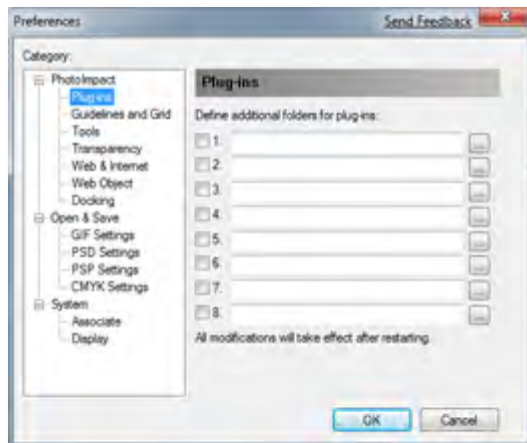 Preferences
Send Feedback
Category:
PhotoImpact
Plug-ins
Guidelines and Grid
Tools
Transparency
Web & Internet
Web Object
Docking
Open & Save
GIF Settings
PSD Settings
PSP Settings
CMYK Settings
System
Associate
Display
Plug-ins
Define additional folders for plug-ins:
1.
2.
3.
4.
5.
6.
7.
8.
All modifications will take effect after restarting.
OK
Cancel